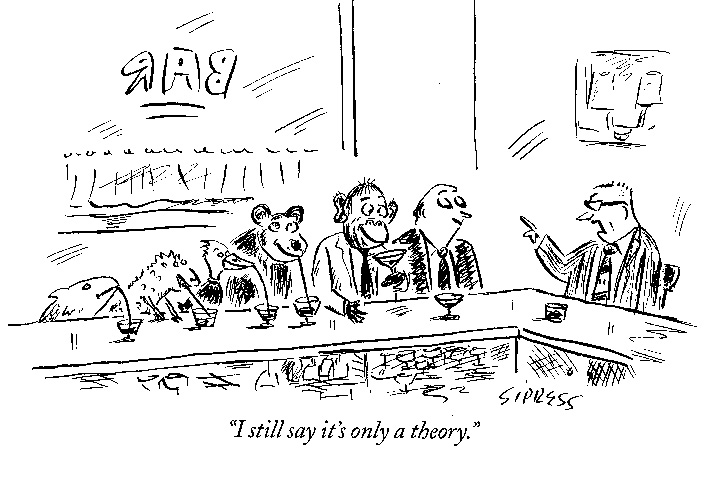 BAR
SIPRESS
“I still say it’s only a theory.”